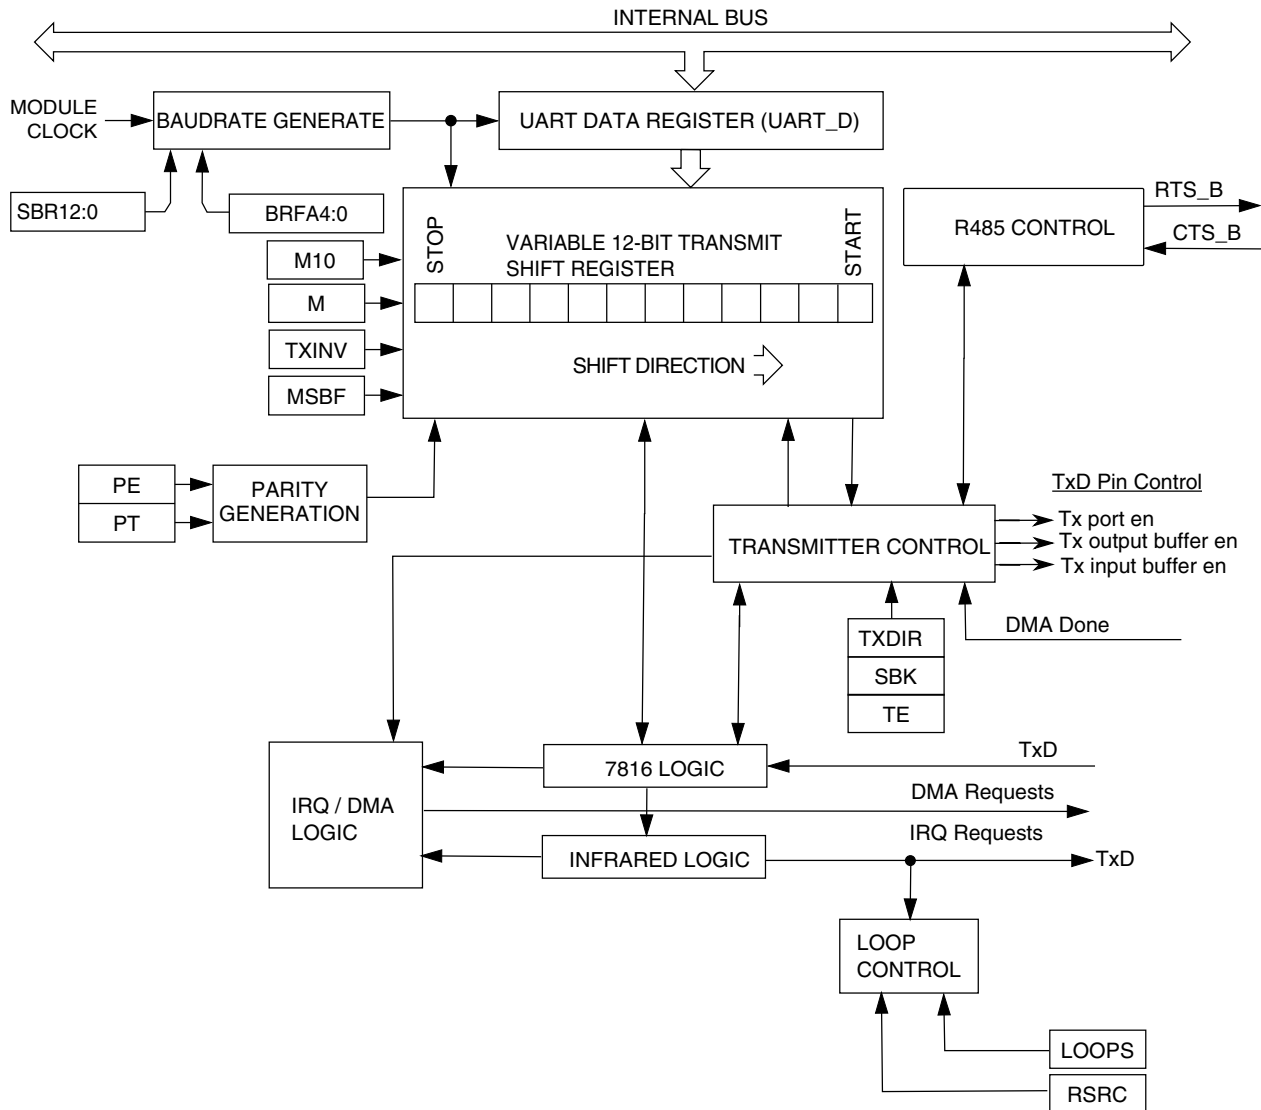 INTERNAL BUS
MODULE
CLOCK
BAUDRATE GENERATE
UART DATA REGISTER (UART_D)
SBR12:0
BRFA4:0
RTS_B
R485 CONTROL
CTS_B
STOP
VARIABLE 12-BIT TRANSMIT
SHIFT REGISTER
START
M10
M
TXINV
SHIFT DIRECTION
MSBF
PE
PT
PARITY
GENERATION
TxD Pin Control
Tx port en
TRANSMITTER CONTROL
Tx output buffer en
Tx input buffer en
DMA Done
TXDIR
SBK
TE
TxD
7816 LOGIC
DMA Requests
IRQ / DMA
LOGIC
IRQ Requests
INFRARED LOGIC
TxD
LOOP
CONTROL
LOOPS
RSRC